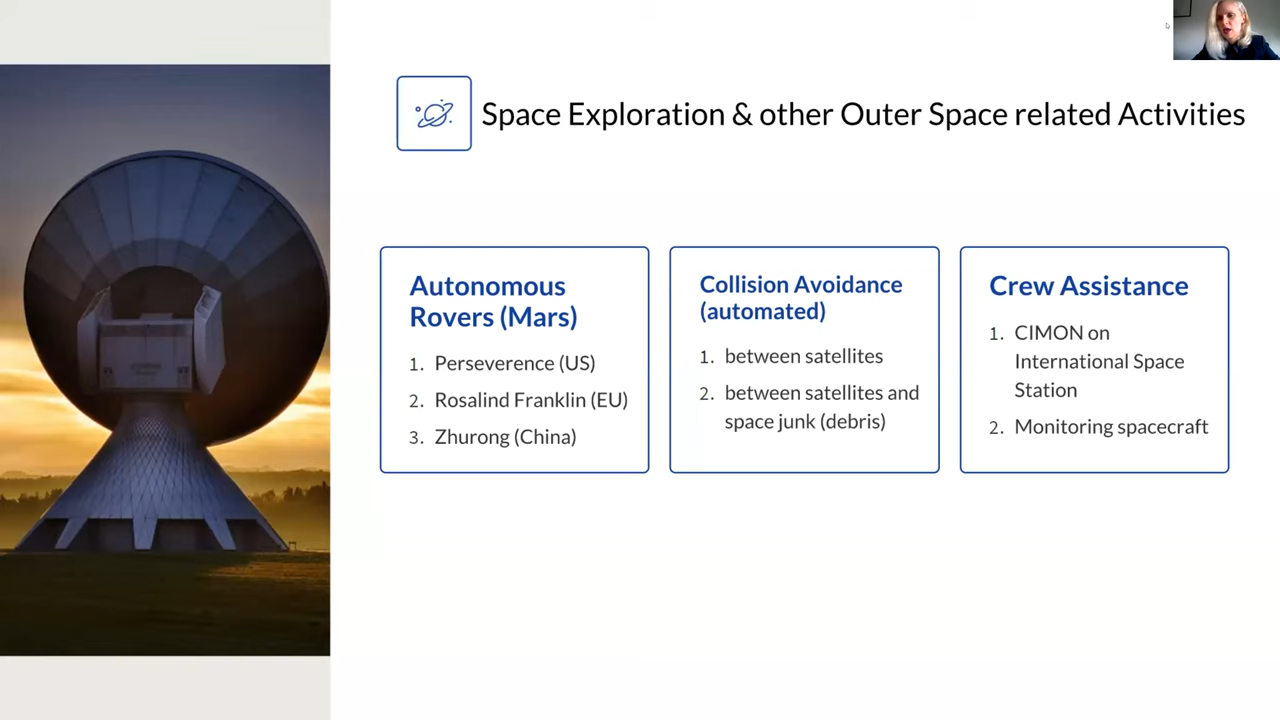 Space Exploration & other Outer Space related Activities
Autonomous
Rovers (Mars)
1. Perseverence (US)
2. Rosalind Franklin (EU)
3. Zhurong (China)
Collision Avoidance
(automated)
1. between satellites
2. between satellites and
space junk (debris)
Crew Assistance
1. CIMON on
International Space
Station
2. Monitoring spacecraft